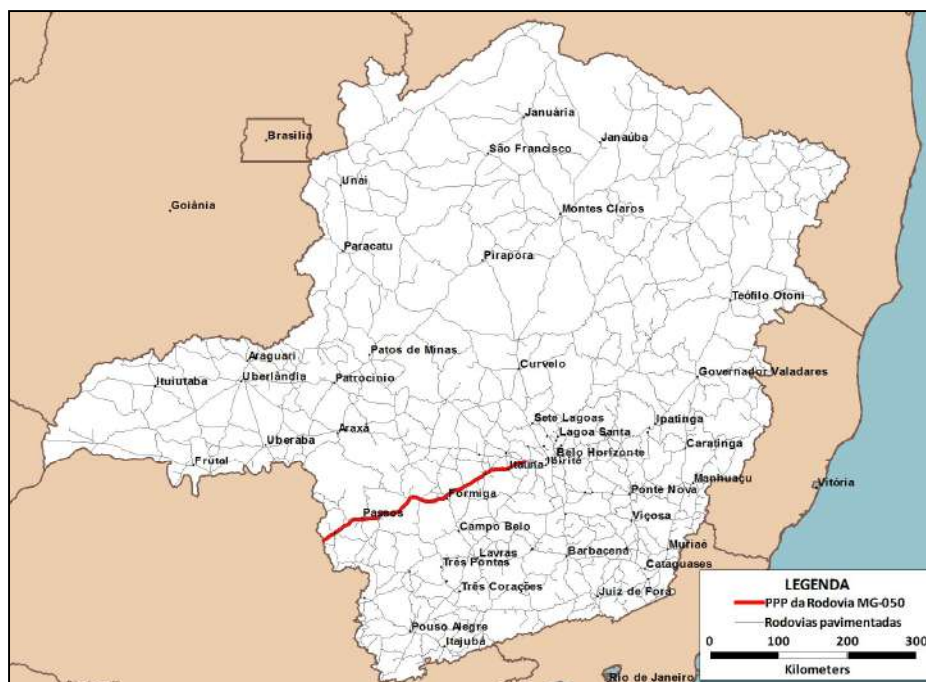 Januária
Brasília
Janaúba
São Francisco
Unaí
Goiânia
Montes Claros
Paracatu
Pirapora
Teófilo Otoni
Patos de Minas
Araguari
Curvelo
Ituiutaba
Uberlândia
Patrocínio
Governador Valadares
Sete Lagoas
Ipatinga
Araxá
Lagoa Santa
Uberaba
Caratinga
Belo Horizonte
Frutal
Itaúna
Ibirité
Manhuaçu
Vitória
Formiga
Ponte Nova
Passos
Viçosa
Campo Belo
Muriaé
Lavras
Barbacena
Três Pontas
Cataguases
Três Corações
Juiz de Fora
Pouso Alegre
Itajubá
Rio de Janeiro
LEGENDA
PPP da Rodovia MG-050
Rodovias pavimentadas
0 100 200 300
Kilometers